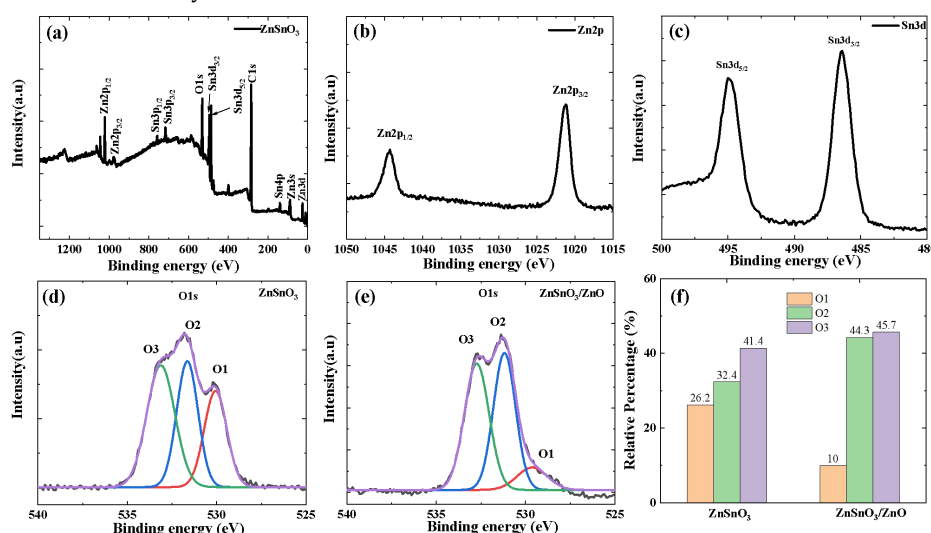 (a)
ZnSnO3
Zn2p1/2
Zn2p3/2
Sn3p1/2
Sn3p3/2
O1s
Sn3d3/2
Sn3d5/2
C1s
Sn4p
Zn3s
Zn3d
Intensity(a.u)
1200 1000 800 600 400 200 0
Binding energy (eV)
(b)
Zn2p
Zn2p1/2
Zn2p3/2
Intensity(a.u)
1050 1045 1040 1035 1030 1025 1020 1015
Binding energy (eV)
(c)
Sn3d
Sn3d5/2
Sn3d3/2
Intensity(a.u)
500 495 490 485 48
Binding energy (eV)
(d)
O1s
ZnSnO3
O3
O2
O1
Intensity(a.u)
540 535 530 525
Binding energy (eV)
(e)
O1s
ZnSnO3/ZnO
O3
O2
O1
Intensity(a.u)
540 535 530 525
Binding energy (eV)
(f)
O1
O2
O3
Relative Percentage (%)
60
40
20
0
26.2
32.4
41.4
10
44.3
45.7
ZnSnO3
ZnSnO3/ZnO